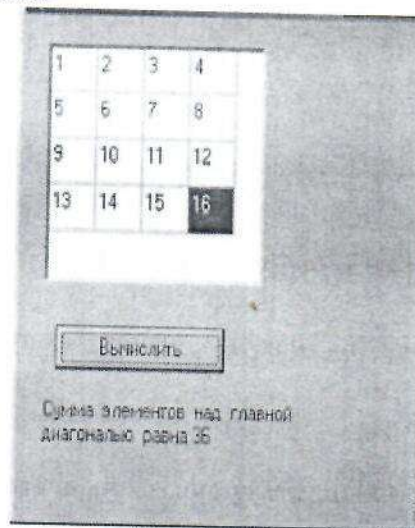 1 2 3 4
5 6 7 8
9 10 11 12
13 14 15 16
Вычислить
Сумма элементов над главной
диагональю равна 36